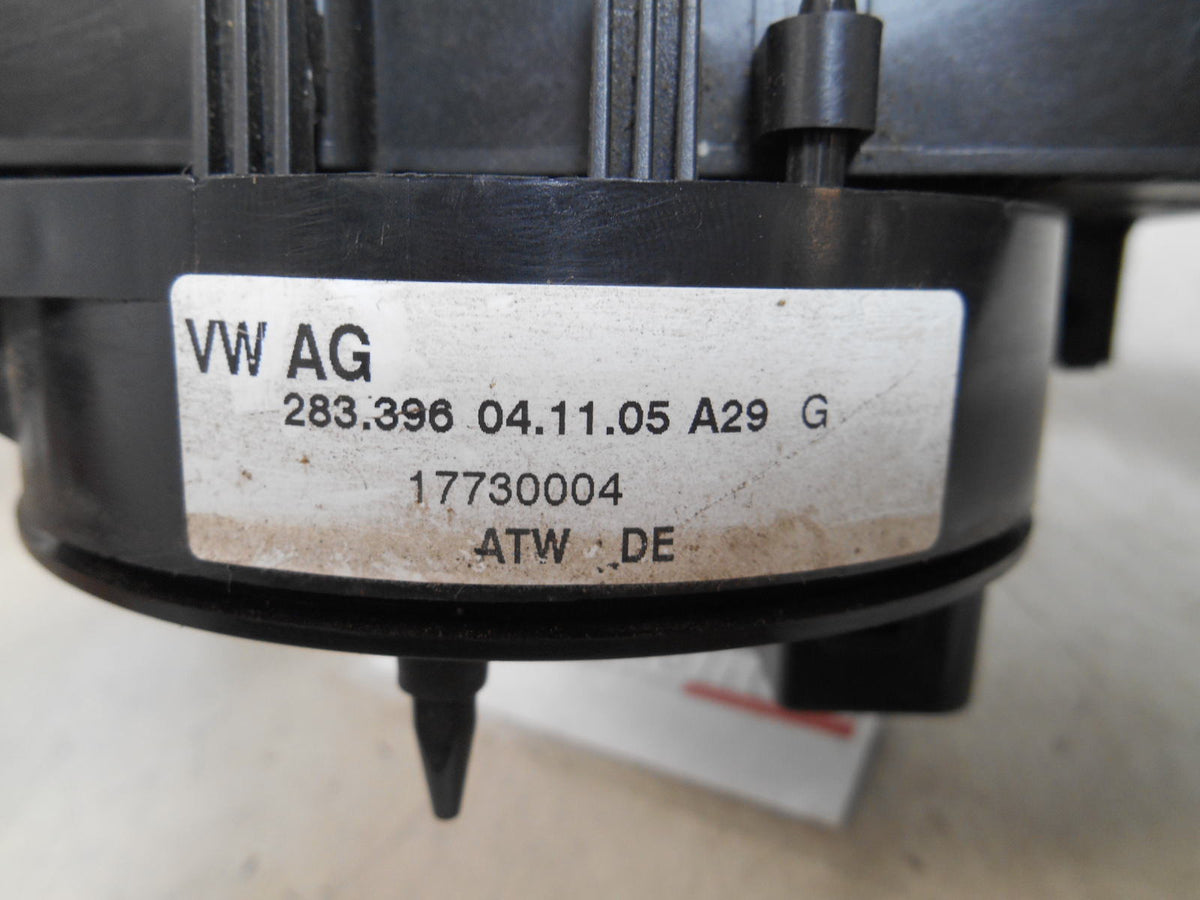 VW AG
283.396 04.11.05 A29 G
17730004
ATW DE